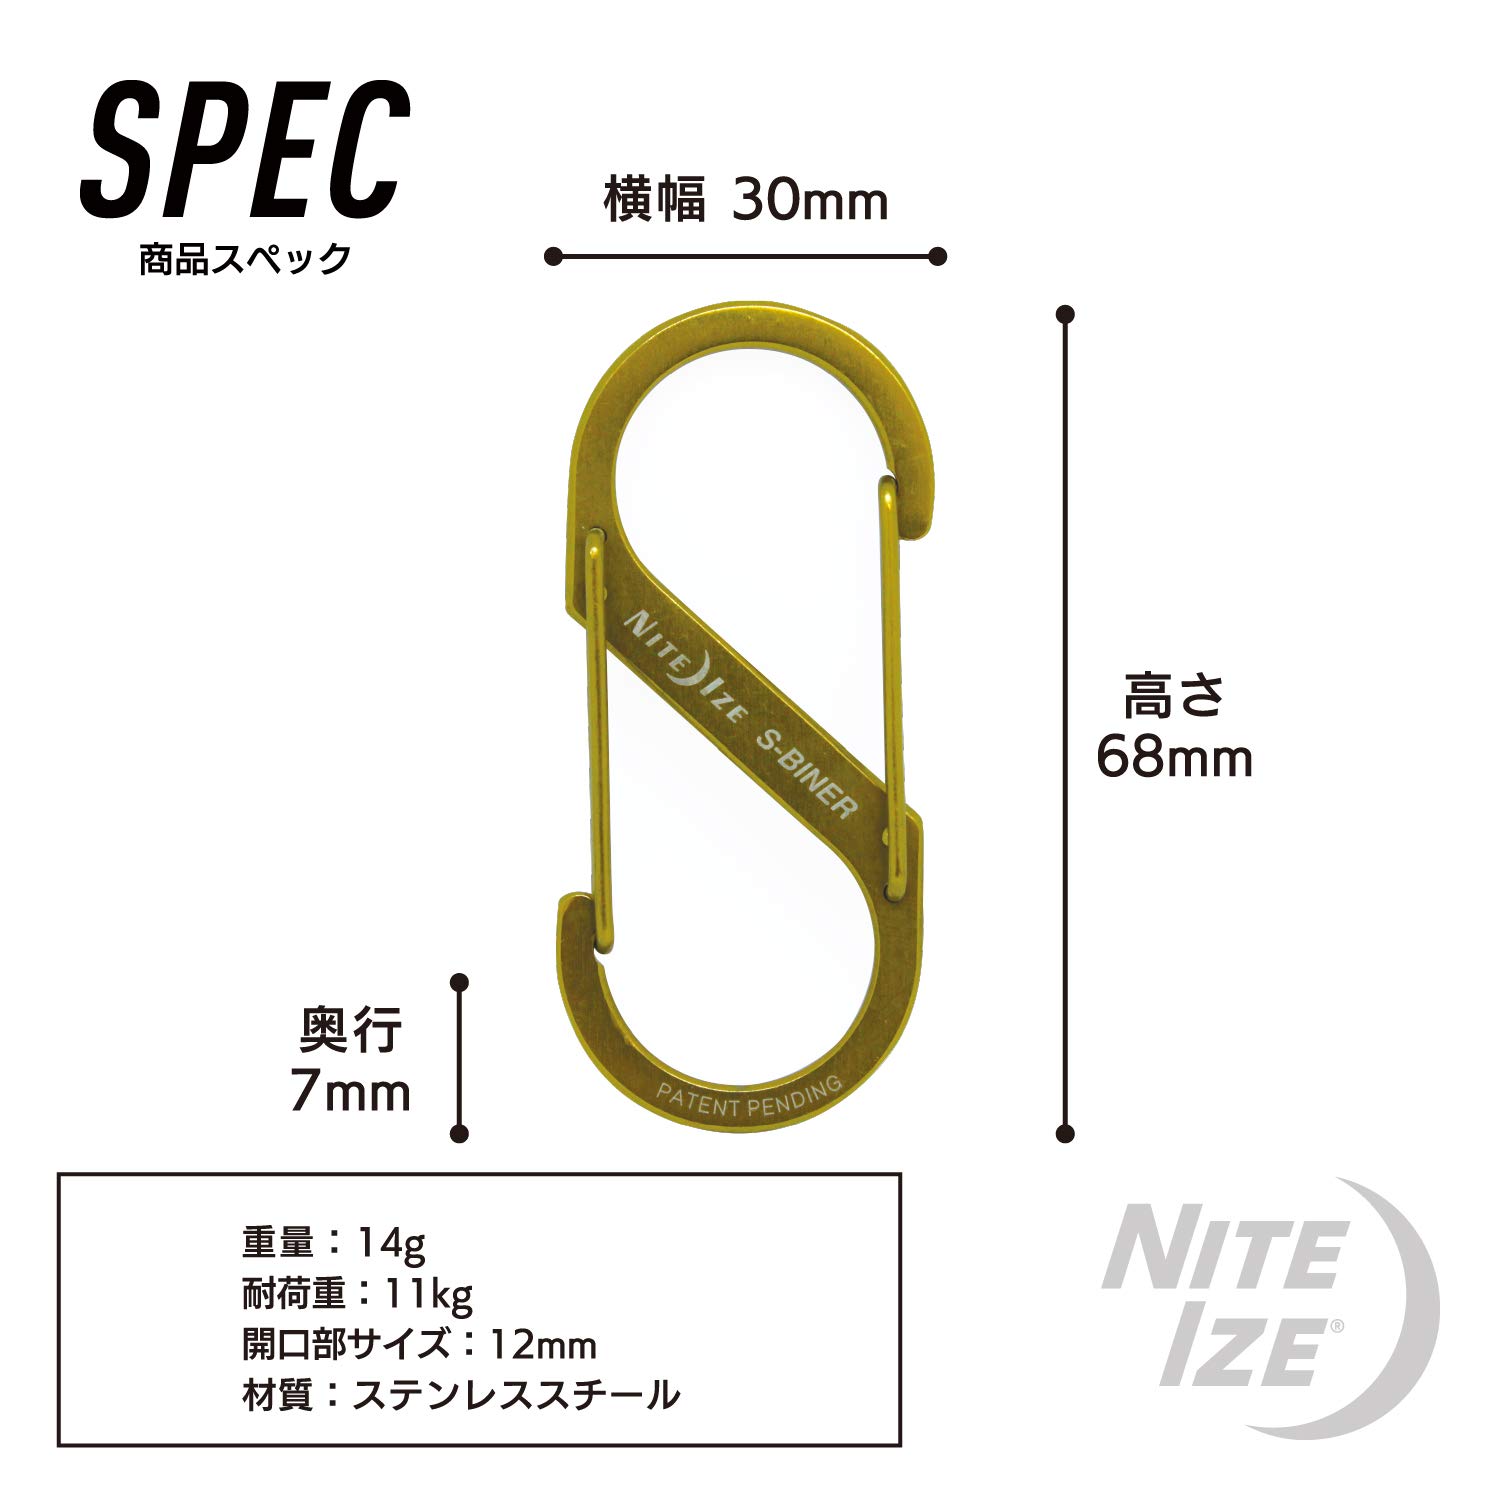 SPEC
商品スペック
横幅 30mm
高さ
68mm
NITE IZE S-BINER
奥行
7mm
PATENT PENDING
重量：14g
耐荷重：11kg
開口部サイズ：12mm
材質：ステンレススチール
NITE
IZE®